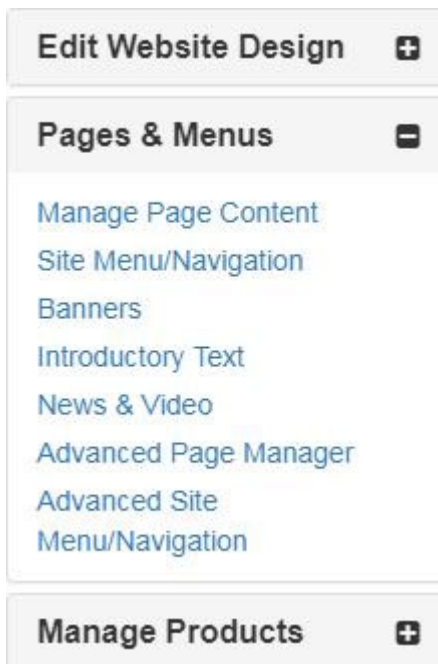 Edit Website Design
Pages & Menus
Manage Page Content
Site Menu/Navigation
Banners
Introductory Text
News & Video
Advanced Page Manager
Advanced Site
Menu/Navigation
Manage Products